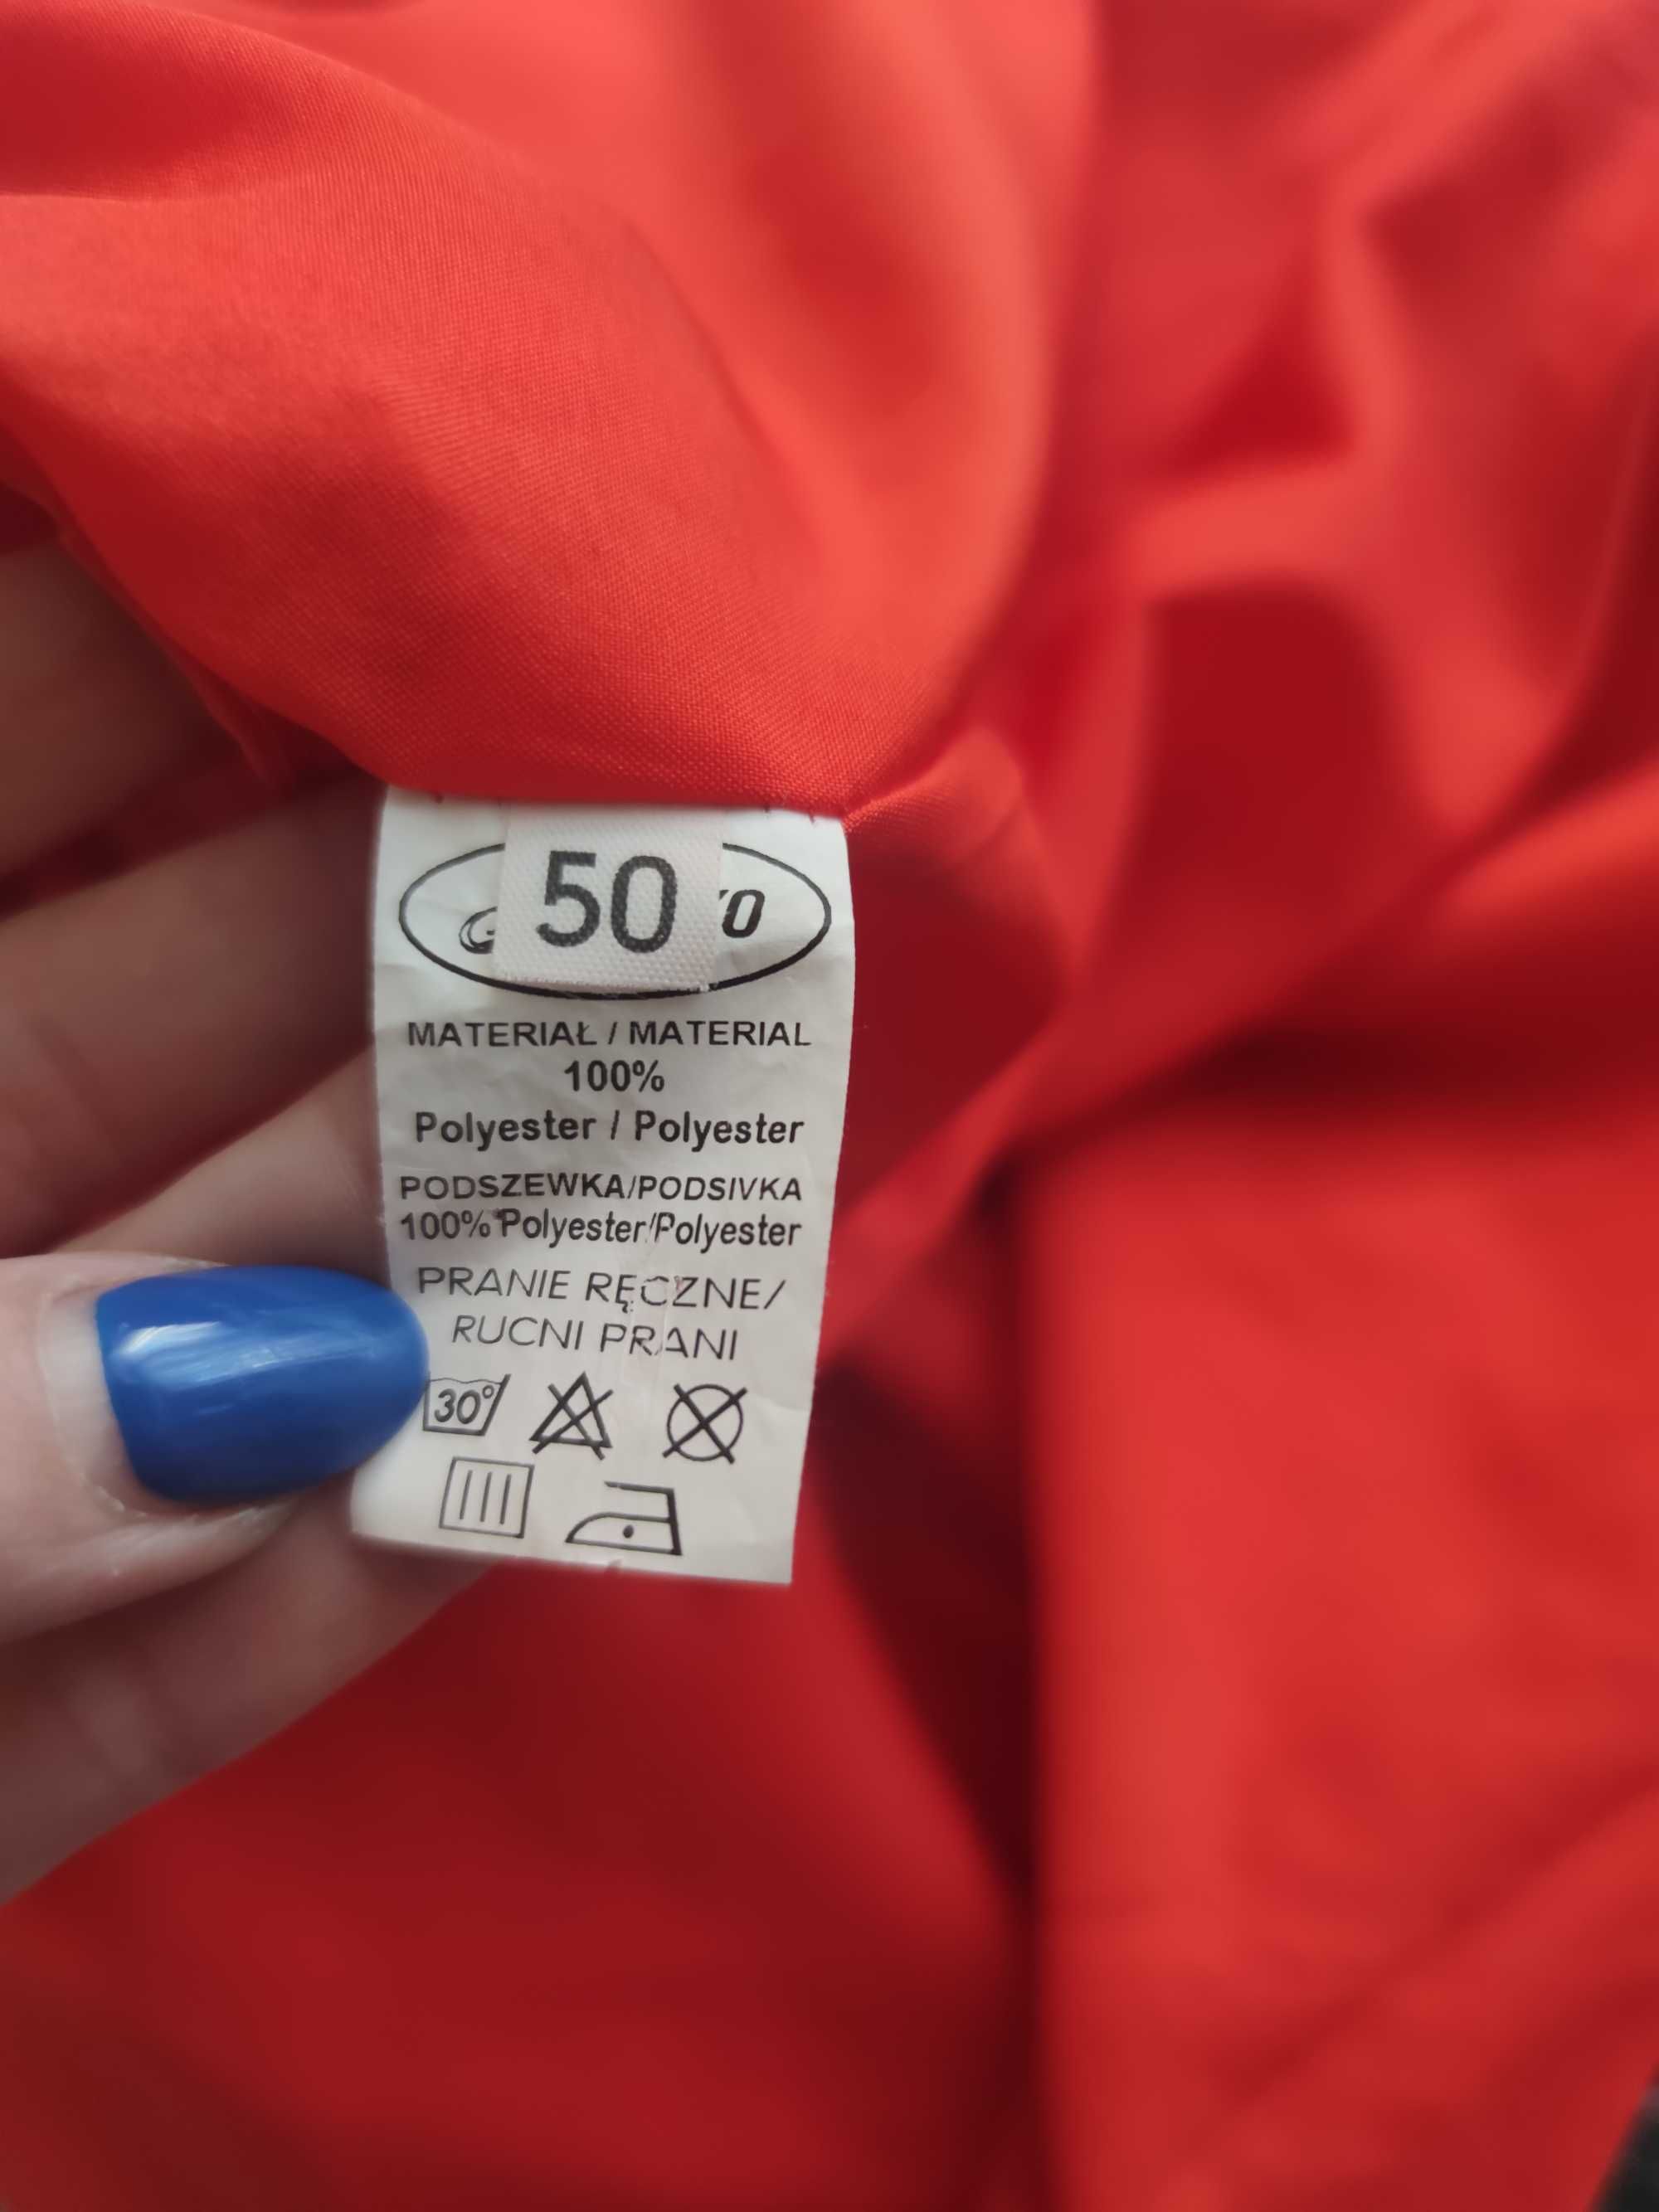 50
MATERIAŁ / MATERIAL
100%
Polyester / Polyester
PODSZEWKA/PODSIVKA
100% Polyester/Polyester
PRANIE RĘCZNE/
RUCNI PRANI
30°